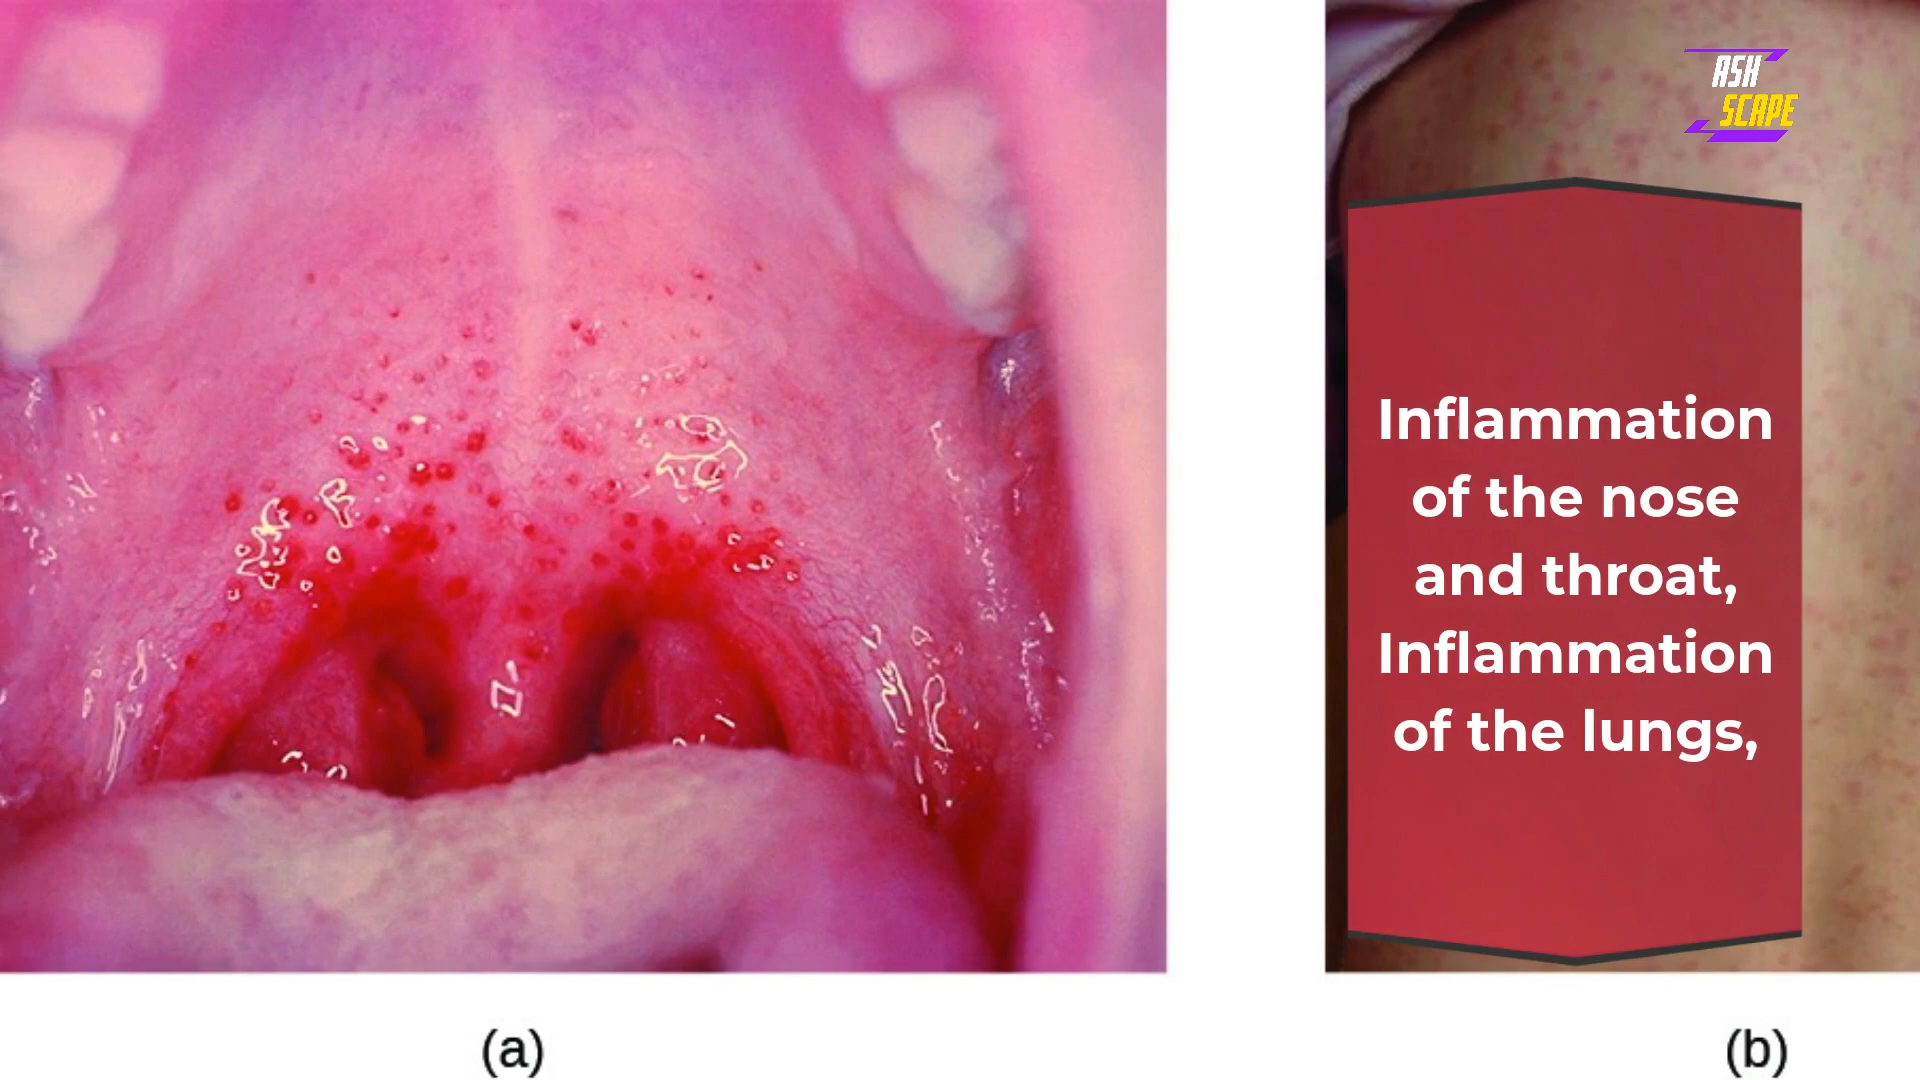 ASH
SCAPE
Inflammation
of the nose
and throat,
Inflammation
of the lungs,
(a)
(b)